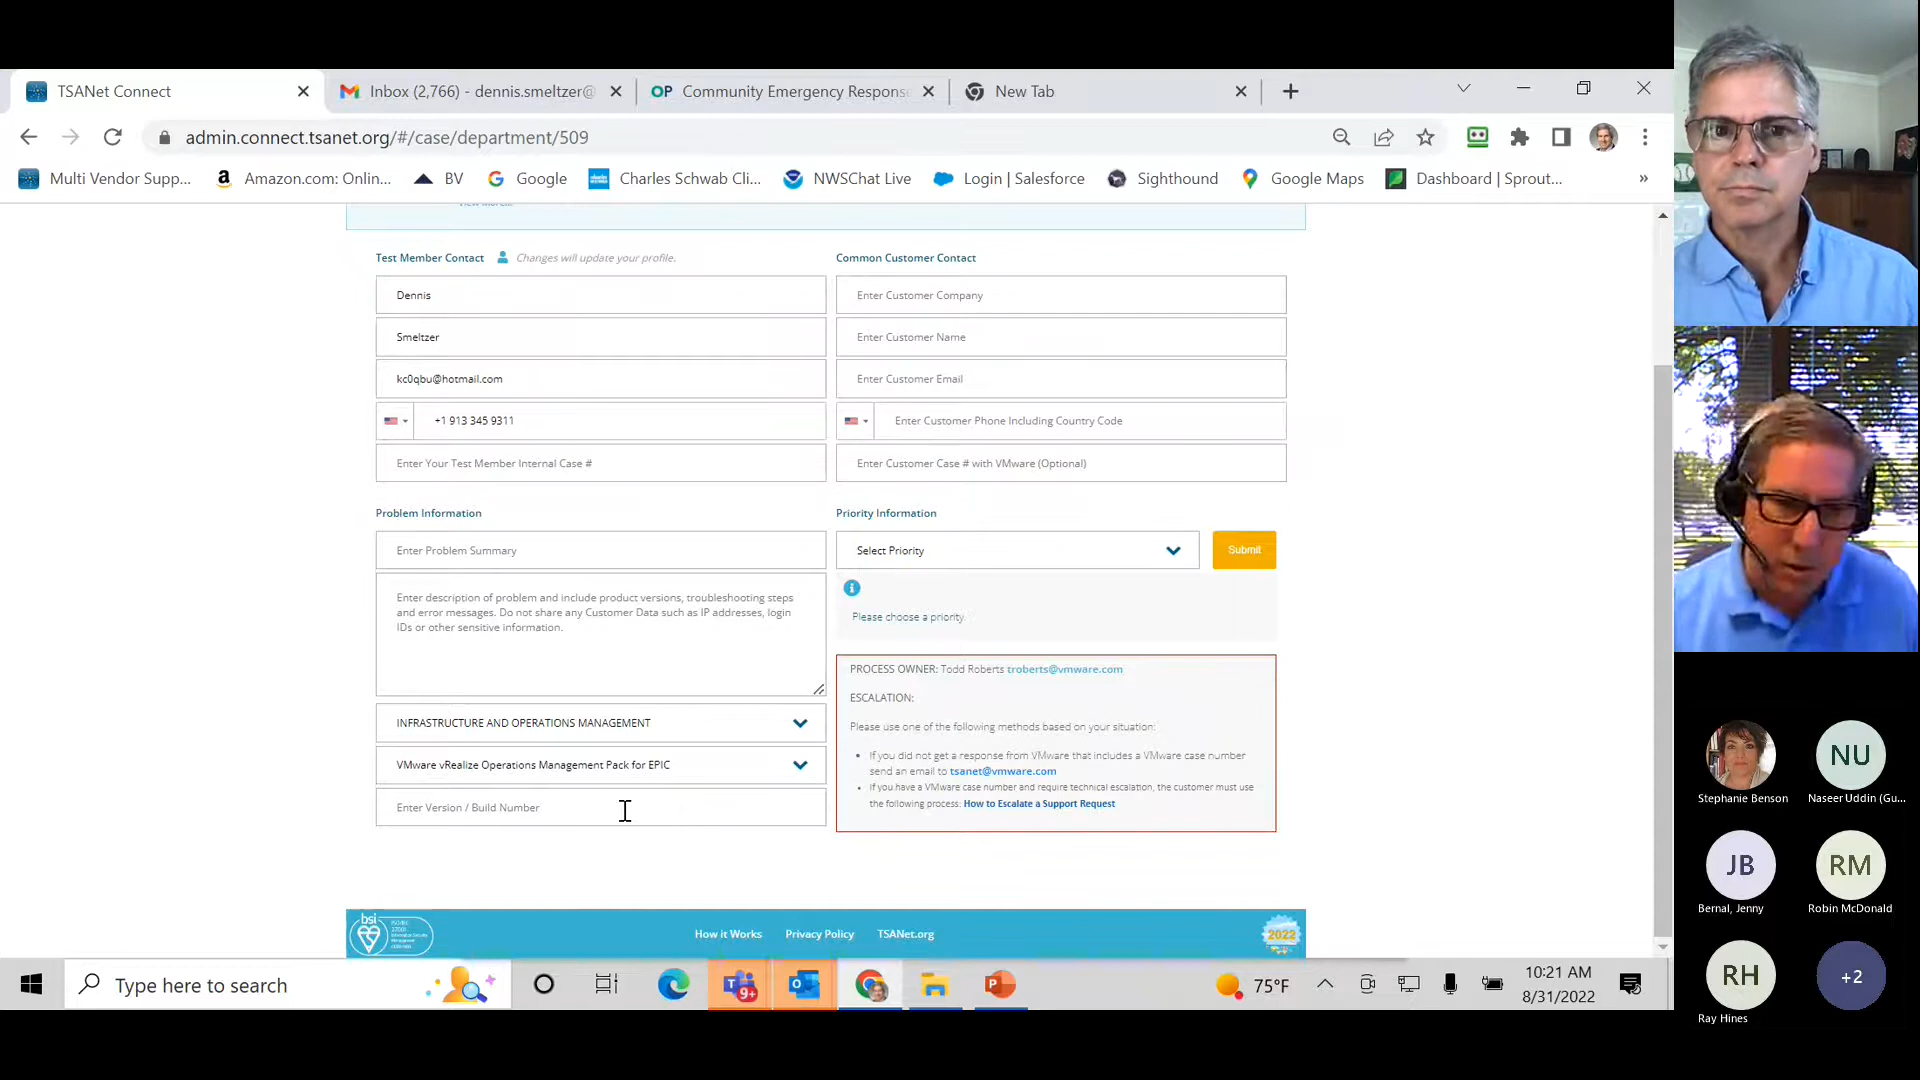 TSANet Connect
Inbox (2,766) - dennis.smeltzer@
OP Community Emergency Respons
New Tab
admin.connect.tsanet.org/#/case/department/509
Multi Vendor Supp...
Amazon.com: Onlin...
BV
Google
Charles Schwab Cli...
NWSChat Live
Login | Salesforce
Sighthound
Google Maps
Dashboard | Sprout...
»
Test Member Contact
Changes will update your profile.
Common Customer Contact
Dennis
Enter Customer Company
Smeltzer
Enter Customer Name
kc0qbu@hotmail.com
Enter Customer Email
+1 913 345 9311
Enter Customer Phone Including Country Code
Enter Your Test Member Internal Case #
Enter Customer Case # with VMware (Optional)
Problem Information
Priority Information
Enter Problem Summary
Select Priority
Submit
Enter description of problem and include product versions, troubleshooting steps
and error messages. Do not share any Customer Data such as IP addresses, login
IDs or other sensitive information.
Please choose a priority.
PROCESS OWNER: Todd Roberts troberts@vmware.com
ESCALATION:
Please use one of the following methods based on your situation:
• If you did not get a response from VMware that includes a VMware case number
send an email to tsanet@vmware.com
• If you have a VMware case number and require technical escalation, the customer must use
the following process: How to Escalate a Support Request
INFRASTRUCTURE AND OPERATIONS MANAGEMENT
VMware vRealize Operations Management Pack for EPIC
Enter Version / Build Number
bsi
How it Works
Privacy Policy
TSANet.org
2022
Type here to search
9+
75°F
10:21 AM
8/31/2022
Stephanie Benson
NU
Naseer Uddin (Gu...
JB
Bernal, Jenny
RM
Robin McDonald
RH
Ray Hines
+2